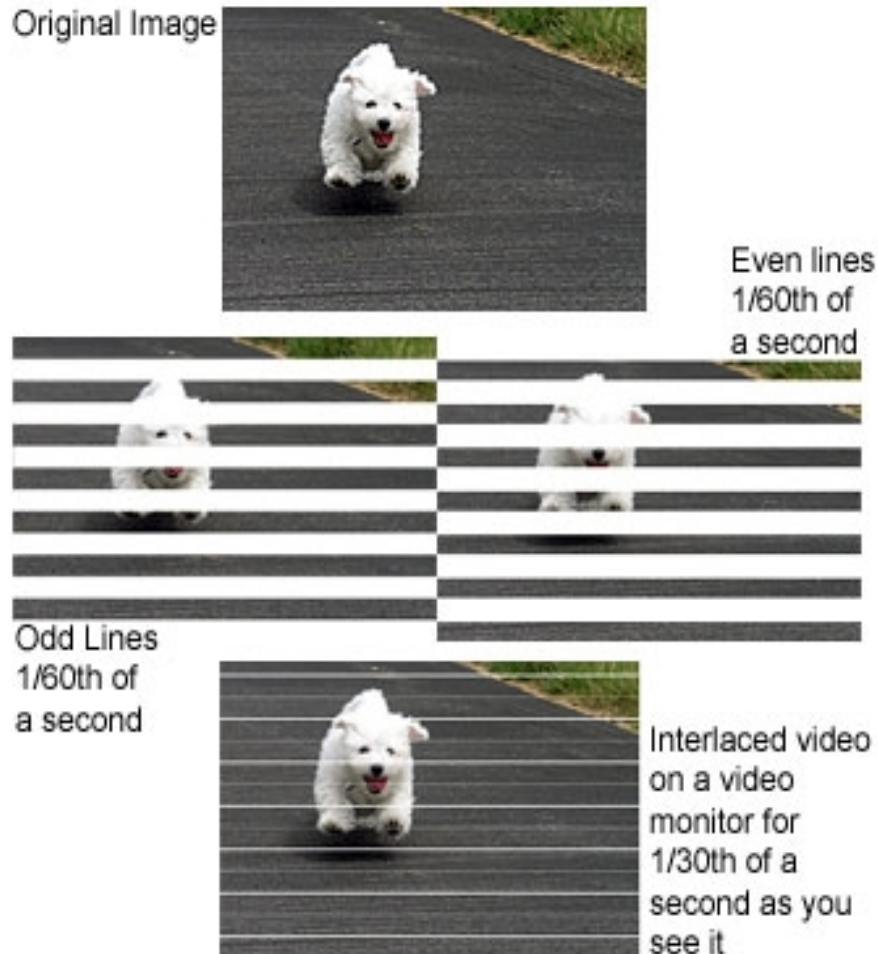 Original Image
Even lines
1/60th of
a second
Odd Lines
1/60th of
a second
Interlaced video
on a video
monitor for
1/30th of a
second as you
see it